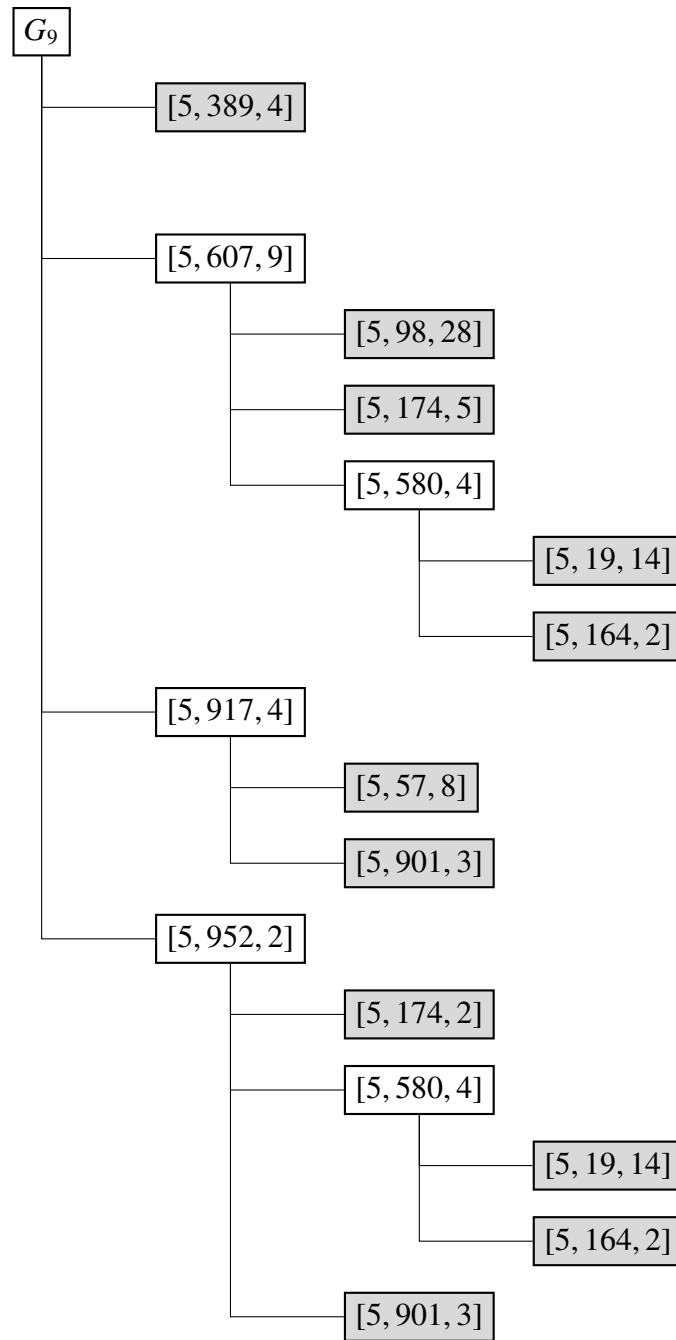 G₉
[5, 389, 4]
[5, 607, 9]
[5, 98, 28]
[5, 174, 5]
[5, 580, 4]
[5, 19, 14]
[5, 164, 2]
[5, 917, 4]
[5, 57, 8]
[5, 901, 3]
[5, 952, 2]
[5, 174, 2]
[5, 580, 4]
[5, 19, 14]
[5, 164, 2]
[5, 901, 3]